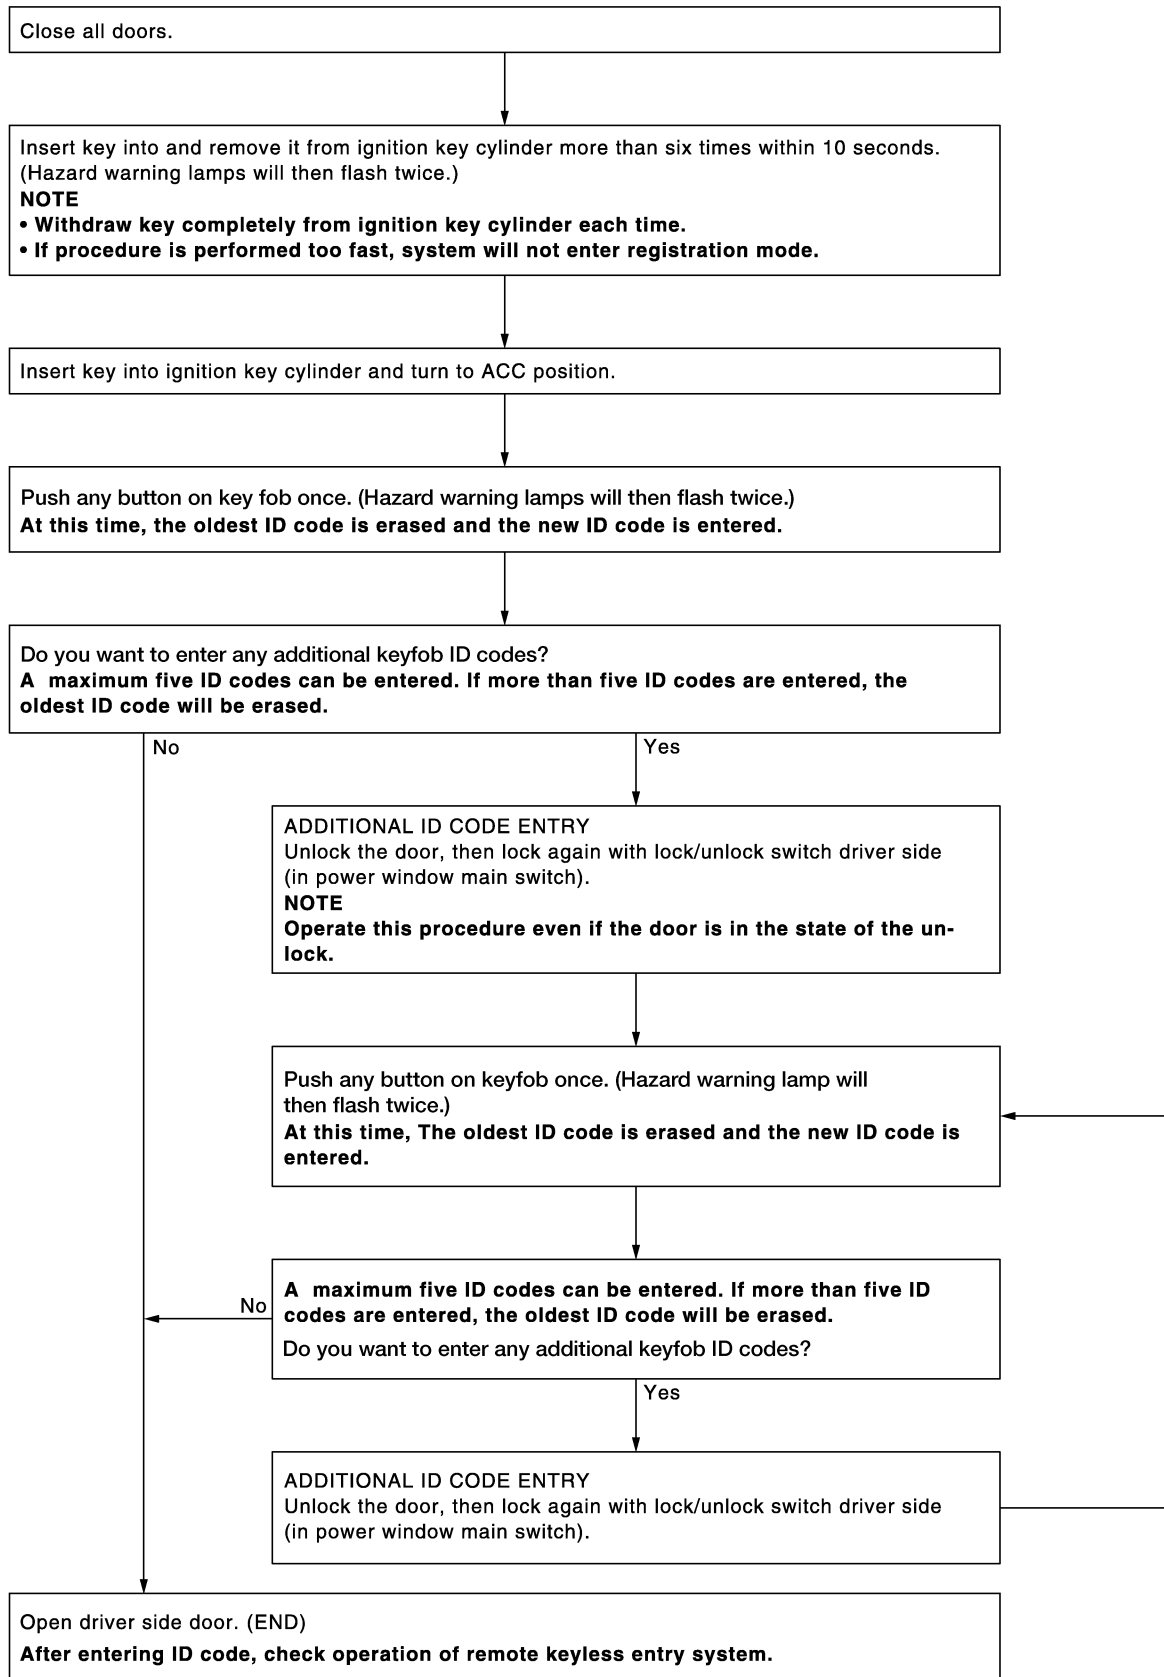 Close all doors.
Insert key into and remove it from ignition key cylinder more than six times within 10 seconds.
(Hazard warning lamps will then flash twice.)
NOTE
• Withdraw key completely from ignition key cylinder each time.
• If procedure is performed too fast, system will not enter registration mode.
Insert key into ignition key cylinder and turn to ACC position.
Push any button on key fob once. (Hazard warning lamps will then flash twice.)
At this time, the oldest ID code is erased and the new ID code is entered.
Do you want to enter any additional keyfob ID codes?
A maximum five ID codes can be entered. If more than five ID codes are entered, the
oldest ID code will be erased.
No
Yes
ADDITIONAL ID CODE ENTRY
Unlock the door, then lock again with lock/unlock switch driver side
(in power window main switch).
NOTE
Operate this procedure even if the door is in the state of the un-
lock.
Push any button on keyfob once. (Hazard warning lamp will
then flash twice.)
At this time, The oldest ID code is erased and the new ID code is
entered.
A maximum five ID codes can be entered. If more than five ID
codes are entered, the oldest ID code will be erased.
Do you want to enter any additional keyfob ID codes?
No
Yes
ADDITIONAL ID CODE ENTRY
Unlock the door, then lock again with lock/unlock switch driver side
(in power window main switch).
Open driver side door. (END)
After entering ID code, check operation of remote keyless entry system.